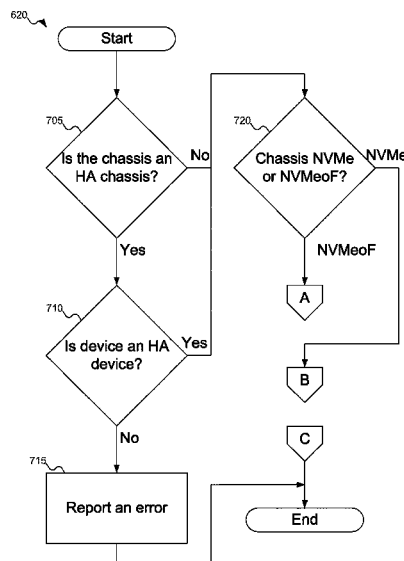 620
Start
705
Is the chassis an
HA chassis?
No
Yes
710
Is device an HA
device?
Yes
No
715
Report an error
720
Chassis NVMe
or NVMeoF?
NVMe
NVMeoF
A
B
C
End